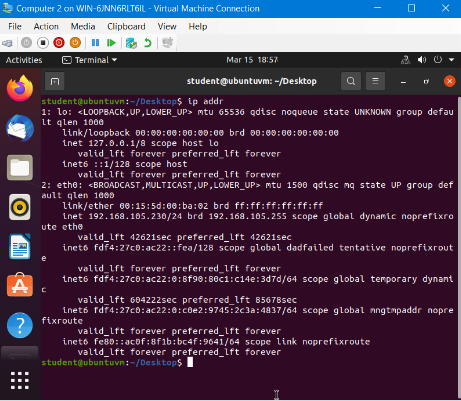 Computer 2 on WIN-6JNN6RLT6IL - Virtual Machine Connection
File Action Media Clipboard View Help
Activities Terminal Mar 15 18:57
student@ubuntuvm: ~/Desktop
student@ubuntuvm:~/Desktop$ ip addr
1: lo: <LOOPBACK,UP,LOWER_UP> mtu 65536 qdisc noqueue state UNKNOWN group defau
lt qlen 1000
link/loopback 00:00:00:00:00:00 brd 00:00:00:00:00:00
inet 127.0.0.1/8 scope host lo
valid_lft forever preferred_lft forever
inet6 ::1/128 scope host
valid_lft forever preferred_lft forever
2: eth0: <BROADCAST,MULTICAST,UP,LOWER_UP> mtu 1500 qdisc mq state UP group def
ault qlen 1000
link/ether 00:15:5d:00:ba:02 brd ff:ff:ff:ff:ff:ff
inet 192.168.105.230/24 brd 192.168.105.255 scope global dynamic noprefixro
ute eth0
valid_lft 42621sec preferred_lft 42621sec
inet6 fdf4:27c0:ac22::fea/128 scope global dadfailed tentative noprefixrout
e
valid_lft forever preferred_lft forever
inet6 fdf4:27c0:ac22:0:8f90:80c1:c14e:3d7d/64 scope global temporary dynami
c
valid_lft 604222sec preferred_lft 85678sec
inet6 fdf4:27c0:ac22:0:c0e2:9745:2c3a:4837/64 scope global mngtmpaddr nopre
fixroute
valid_lft forever preferred_lft forever
inet6 fe80::ac0f:8f1b:bc4f:9641/64 scope link noprefixroute
valid_lft forever preferred_lft forever
student@ubuntuvm:~/Desktop$